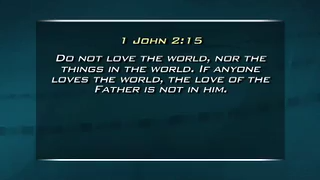 1 John 2:15
Do not love the world, nor the
things in the world. If anyone
loves the world, the love of the
Father is not in him.